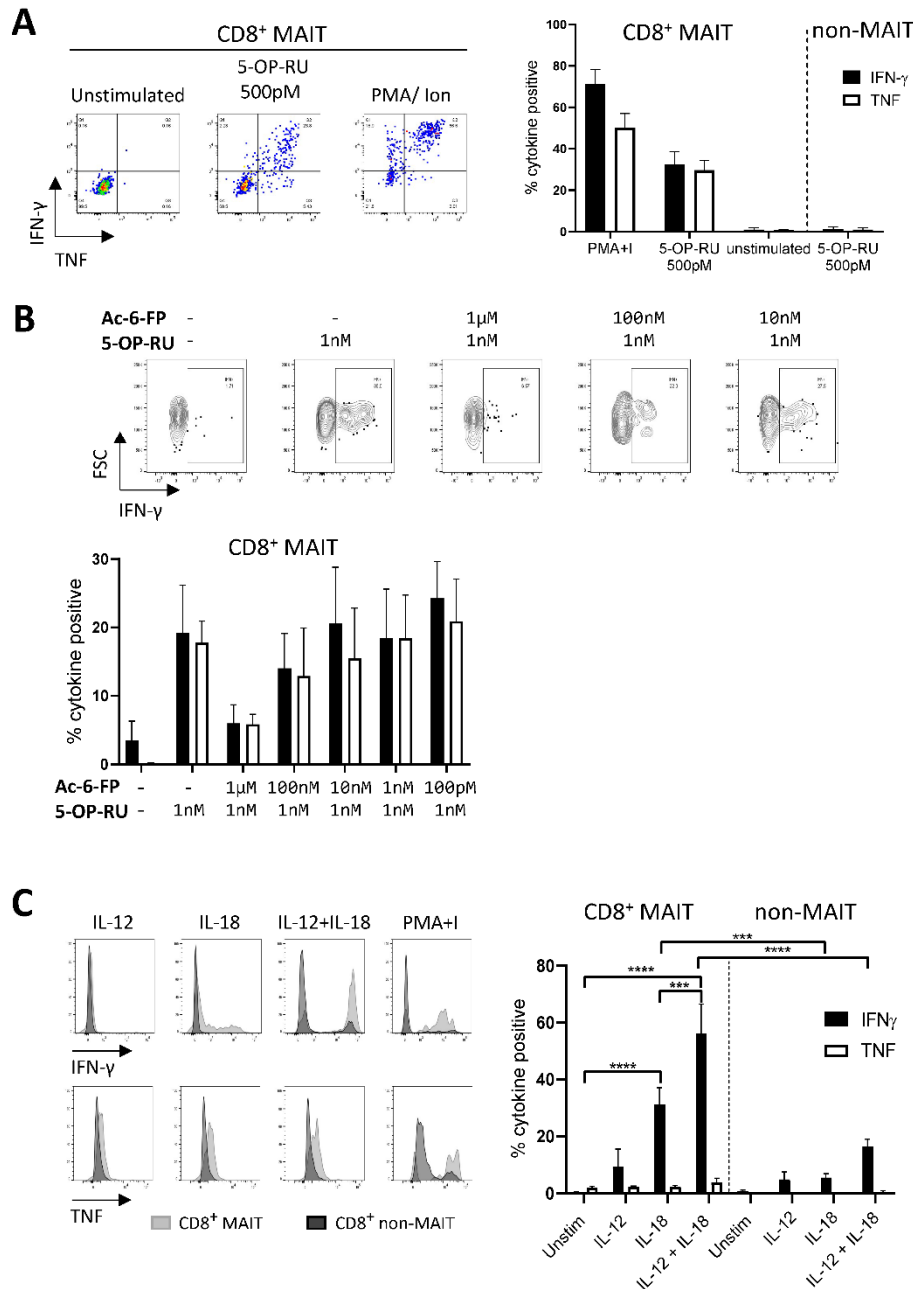 A
CD8⁺ MAIT
Unstimulated
5-OP-RU
500pM
PMA/ Ion
IFN-γ
TNF
CD8⁺ MAIT
non-MAIT
IFN-γ
TNF
% cytokine positive
100
80
60
40
20
0
PMA+I
5-OP-RU
500pM
unstimulated
5-OP-RU
500pM
B
Ac-6-FP - - 1µM 100nM 10nM
5-OP-RU - 1nM 1nM 1nM 1nM
FSC
IFN-γ
CD8⁺ MAIT
% cytokine positive
30
20
10
0
Ac-6-FP - - 1µM 100nM 10nM 1nM 100pM
5-OP-RU - 1nM 1nM 1nM 1nM 1nM 1nM
C
IL-12
IL-18
IL-12+IL-18
PMA+I
IFN-γ
TNF
CD8⁺ MAIT
CD8⁺ non-MAIT
CD8⁺ MAIT
non-MAIT
***
****
****
***
****
IFNγ
TNF
% cytokine positive
80
60
40
20
0
Unstim
IL-12
IL-18
IL-12 + IL-18
Unstim
IL-12
IL-18
IL-12 + IL-18